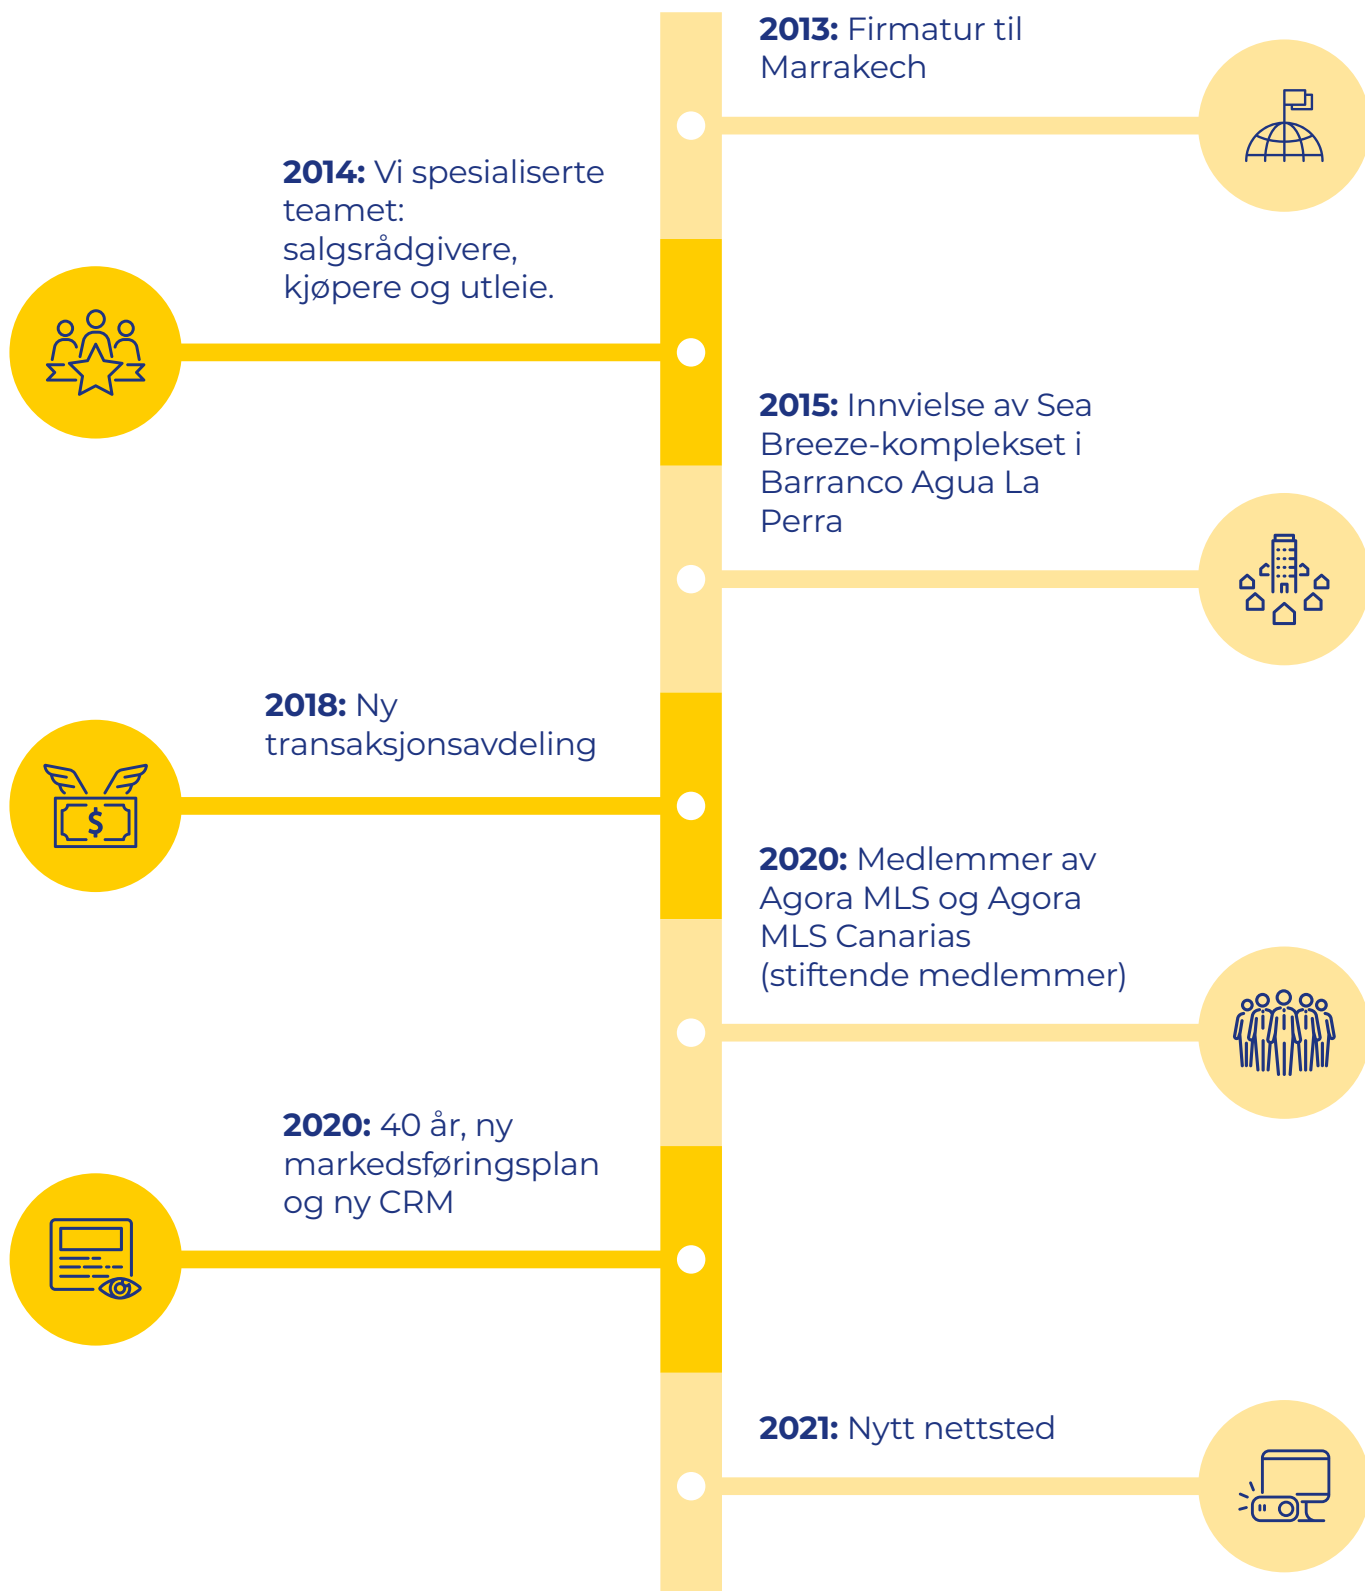 2013: Firmatur til
Marrakech
2014: Vi spesialiserte
teamet:
salgsrådgivere,
kjøpere og utleie.
2015: Innvielse av Sea
Breeze-komplekset i
Barranco Agua La
Perra
2018: Ny
transaksjonsavdeling
2020: Medlemmer av
Agora MLS og Agora
MLS Canarias
(stiftende medlemmer)
2020: 40 år, ny
markedsføringsplan
og ny CRM
2021: Nytt nettsted
$